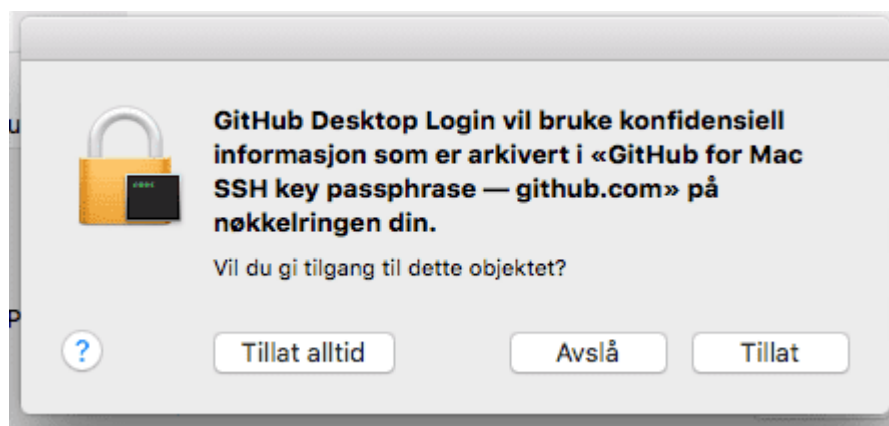 GitHub Desktop Login vil bruke konfidensiell
informasjon som er arkivert i «GitHub for Mac
SSH key passphrase — github.com» på
nøkkelringen din.
Vil du gi tilgang til dette objektet?
?
Tillat alltid
Avslå
Tillat